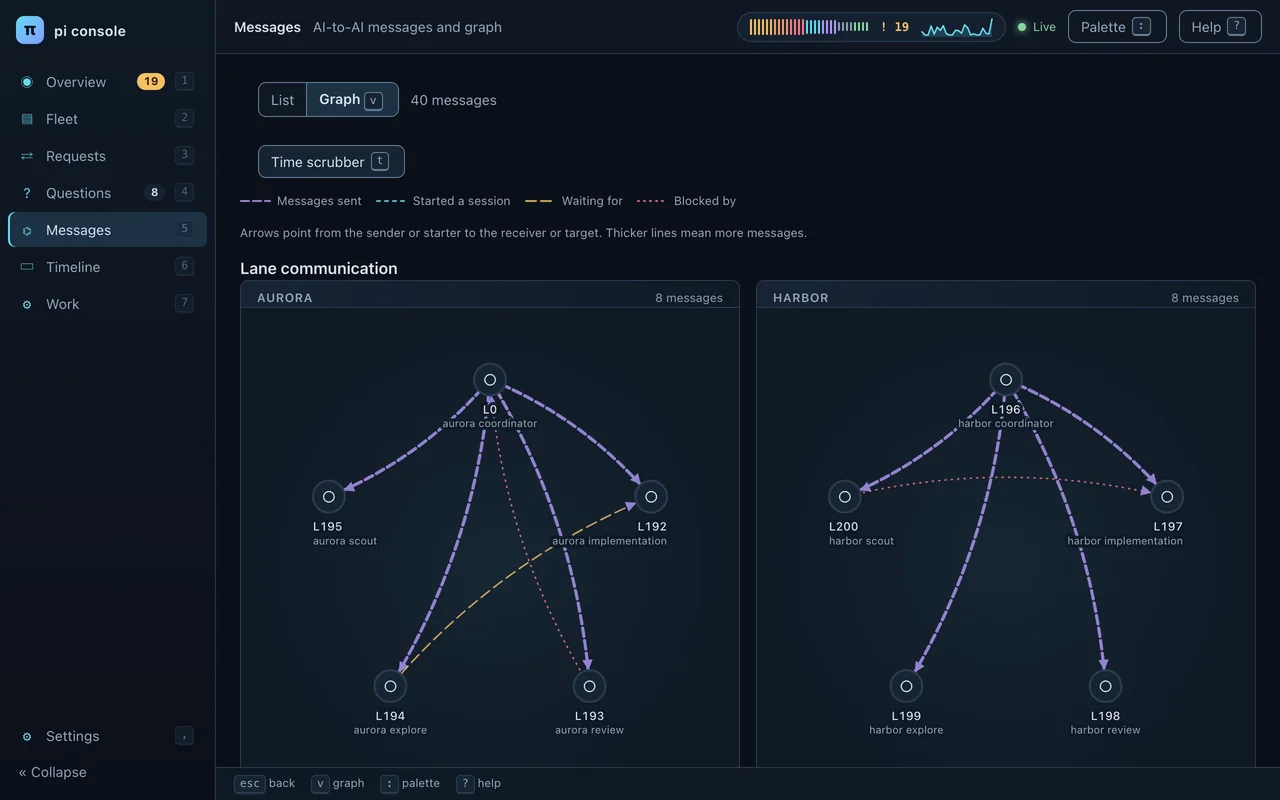 π pi console
Messages AI-to-AI messages and graph
! 19
Live
Palette :
Help ?
Overview 19 1
Fleet 2
Requests 3
? Questions 8 4
Messages 5
Timeline 6
Work 7
List Graph v 40 messages
Time scrubber t
Messages sent Started a session Waiting for Blocked by
Arrows point from the sender or starter to the receiver or target. Thicker lines mean more messages.
Lane communication
AURORA 8 messages
L0
aurora coordinator
L195
aurora scout
L192
aurora implementation
L194
aurora explore
L193
aurora review
HARBOR 8 messages
L196
harbor coordinator
L200
harbor scout
L197
harbor implementation
L199
harbor explore
L198
harbor review
Settings ,
« Collapse
esc back v graph : palette ? help